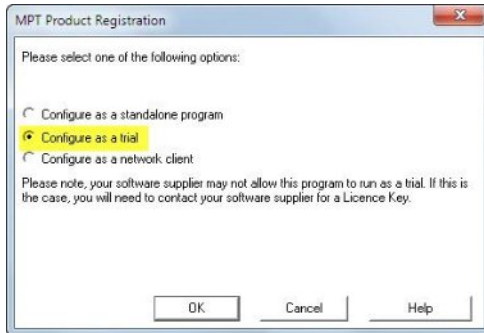 MPT Product Registration
Please select one of the following options:
Configure as a standalone program
Configure as a trial
Configure as a network client
Please note, your software supplier may not allow this program to run as a trial. If this is
the case, you will need to contact your software supplier for a Licence Key.
OK Cancel Help